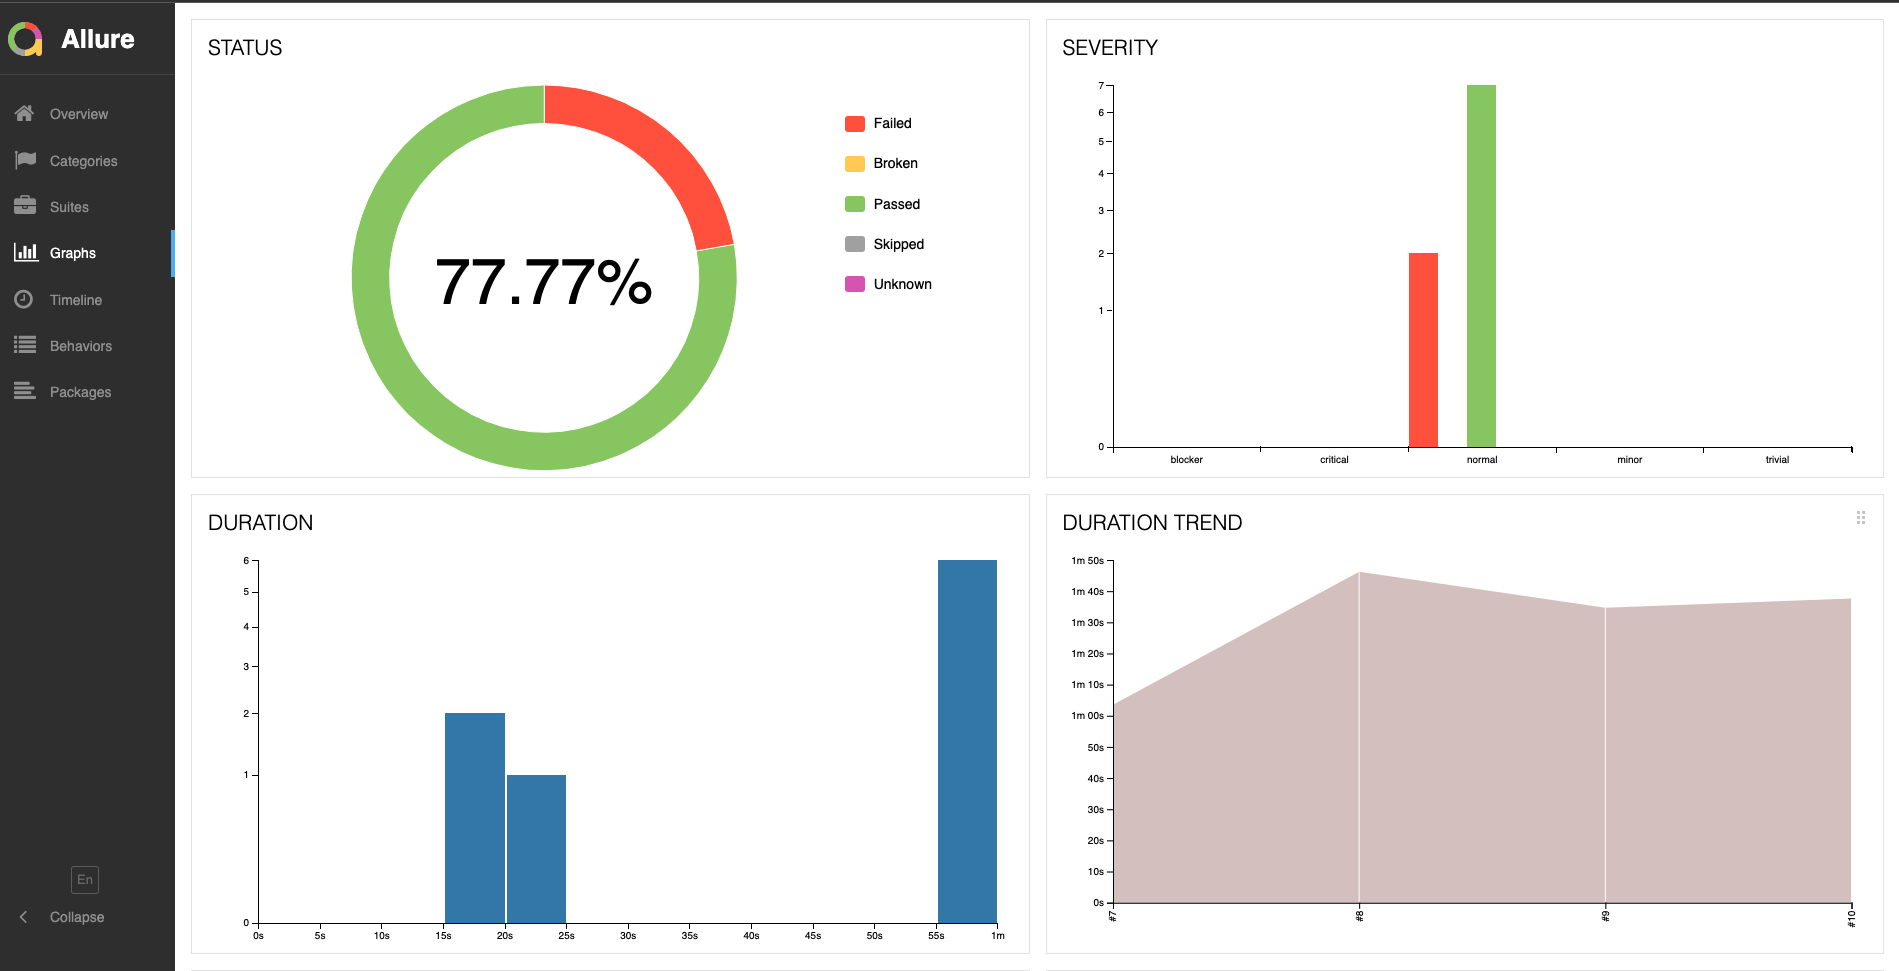 Allure
Overview
Categories
Suites
Graphs
Timeline
Behaviors
Packages
En
Collapse
STATUS
77.77%
Failed
Broken
Passed
Skipped
Unknown
SEVERITY
7
6
5
4
3
2
1
0
blocker critical normal minor trivial
DURATION
6
5
4
3
2
1
0
0s 5s 10s 15s 20s 25s 30s 35s 40s 45s 50s 55s 1m
DURATION TREND
1m 50s
1m 40s
1m 30s
1m 20s
1m 10s
1m 00s
50s
40s
30s
20s
10s
0s
#7 #8 #9 #10